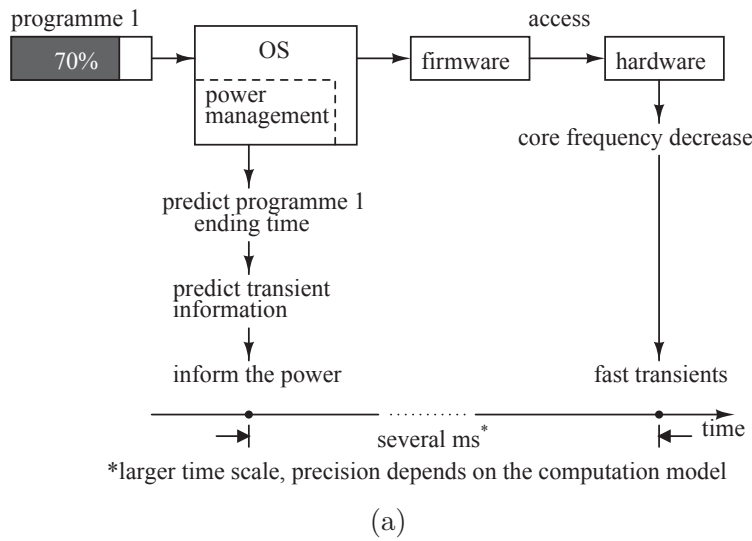 programme 1
access
70%
OS
firmware
hardware
power
management
core frequency decrease
predict programme 1
ending time
predict transient
information
inform the power
fast transients
several ms*
time
*larger time scale, precision depends on the computation model
(a)